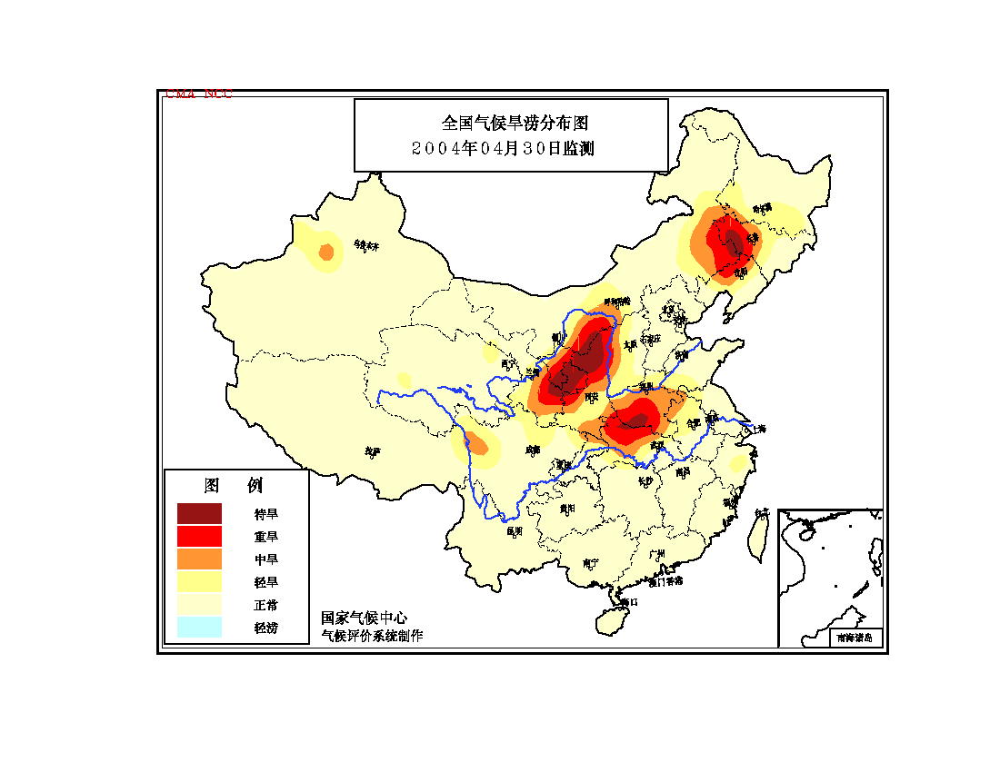 CMA NCC
全国气候旱涝分布图
2004年04月30日监测
哈尔滨
长春
乌鲁木齐
沈阳
呼和浩特
北京
银川
太原
石家庄
西宁
济南
兰州
郑州
西安
合肥
南京
上海
拉萨
成都
武汉
重庆
长沙
南昌
图 例
特旱
重旱
中旱
轻旱
正常
轻涝
贵阳
福州
昆明
台北
南宁
广州
澳门香港
海口
国家气候中心
气候评价系统制作
南海诸岛